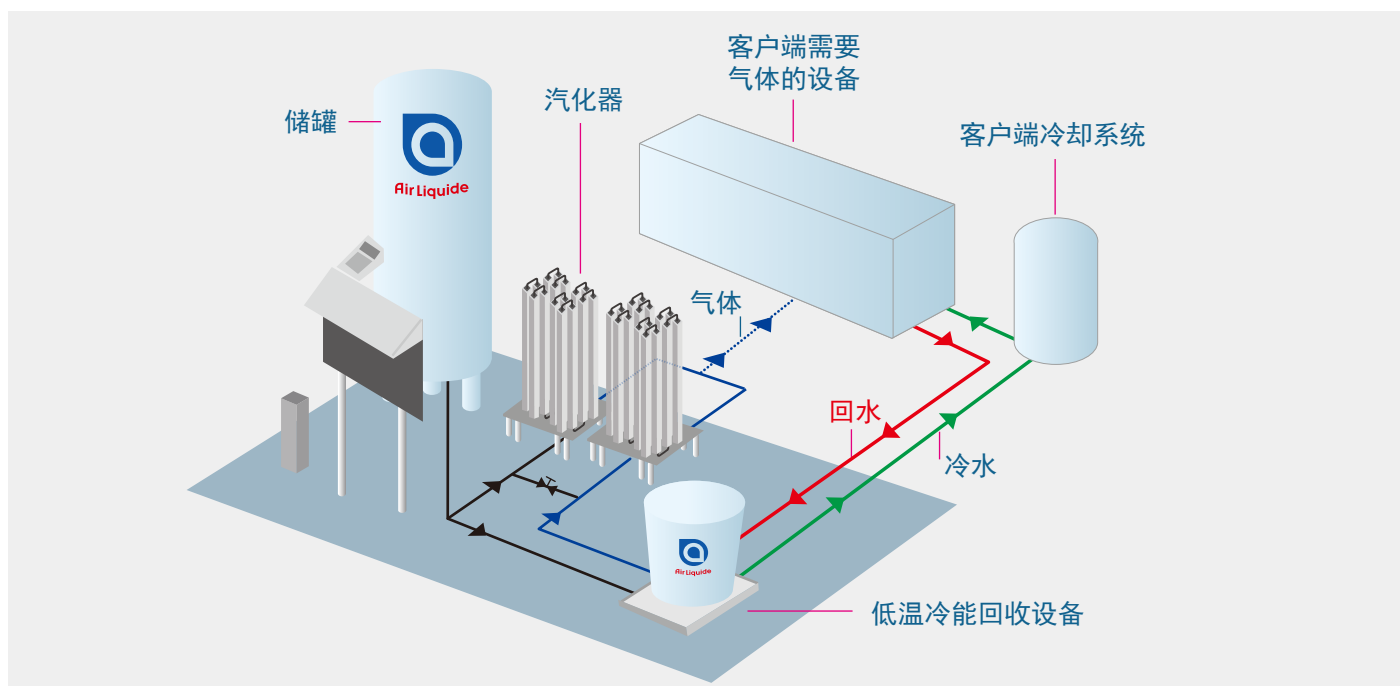 客户端需要
气体的设备
汽化器
储罐
客户端冷却系统
Air Liquide
气体
回水
冷水
Air Liquide
低温冷能回收设备